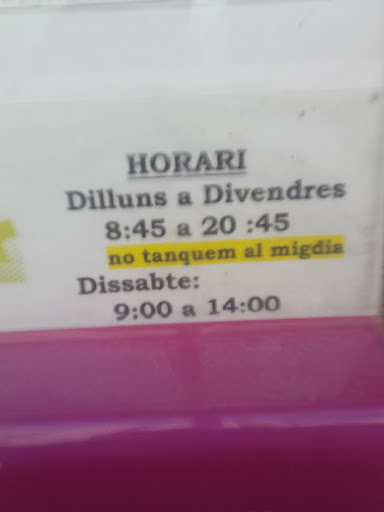 HORARI
Dilluns a Divendres
8:45 a 20 :45
no tanquem al migdia
Dissabte:
9:00 a 14:00